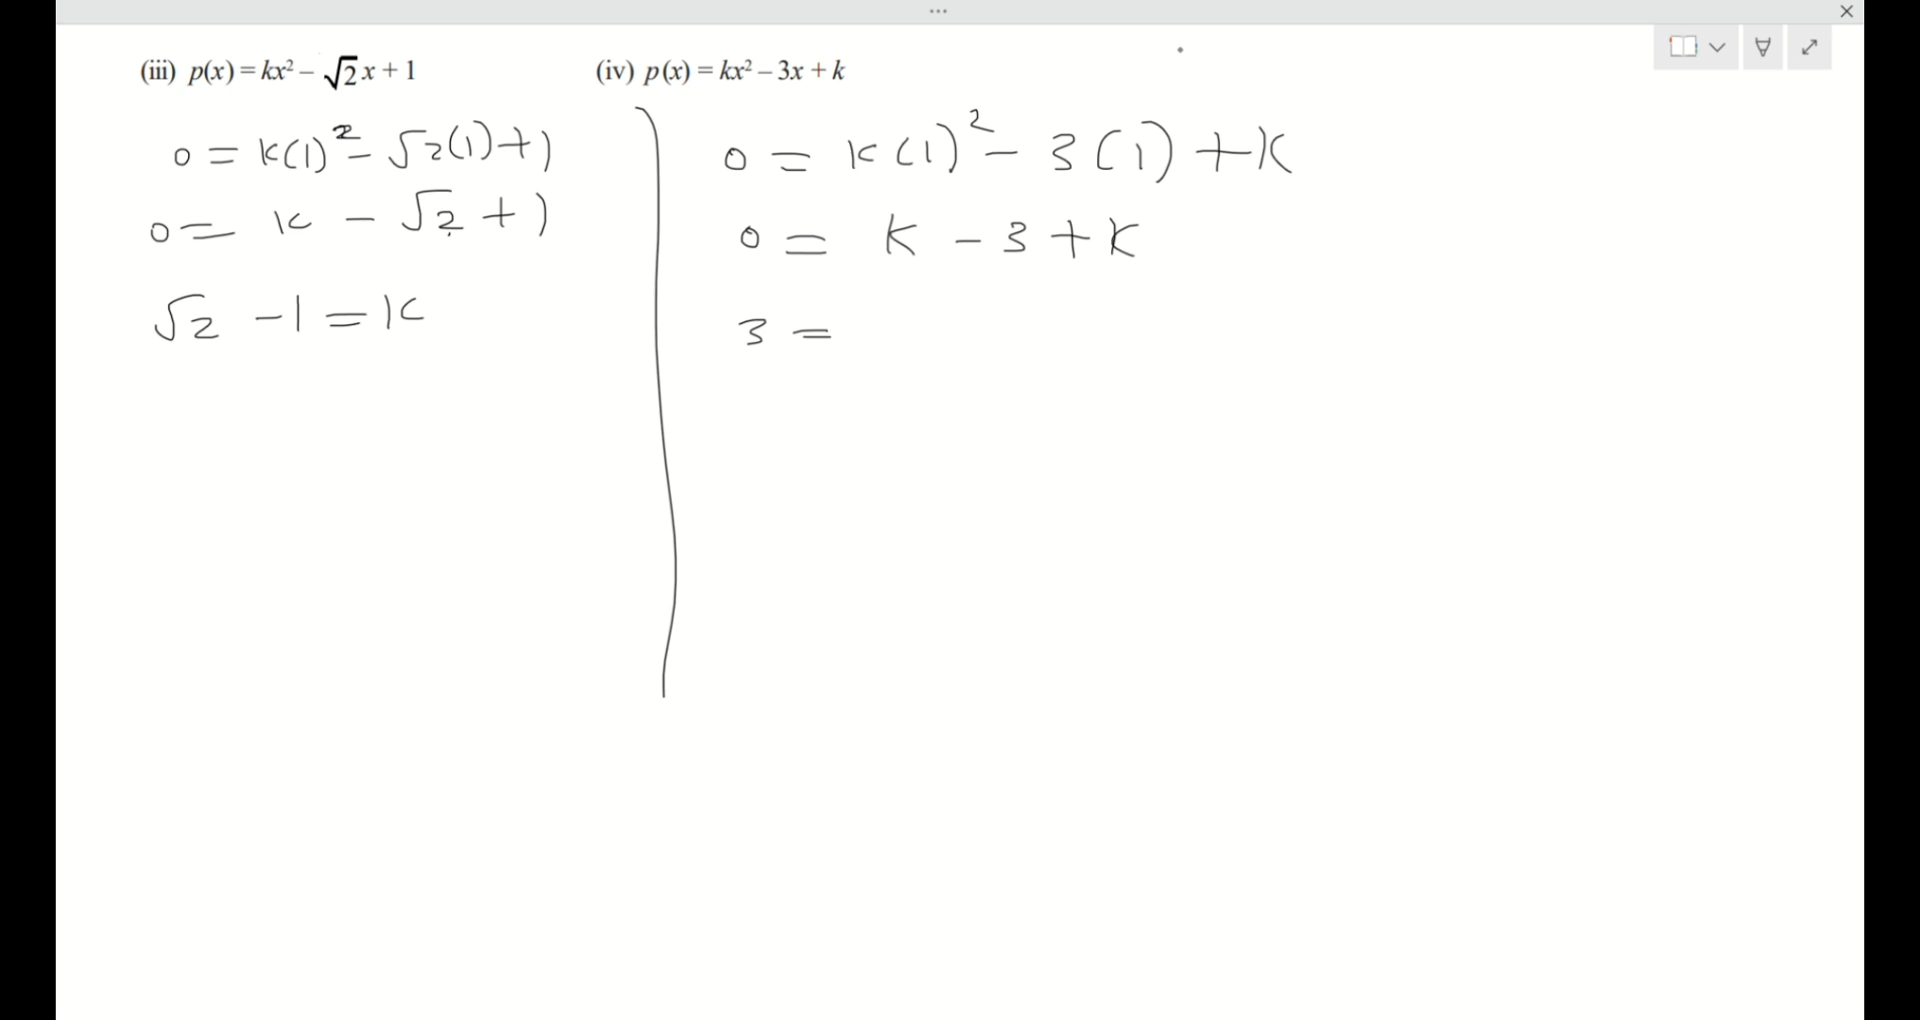 (iii) p(x) = kx² – √2x + 1
0 = k(1)² - √2(1) + 1
0 = k - √2 + 1
√2 - 1 = k
(iv) p(x) = kx² – 3x + k
0 = k(1)² - 3(1) + k
0 = k - 3 + k
3 =